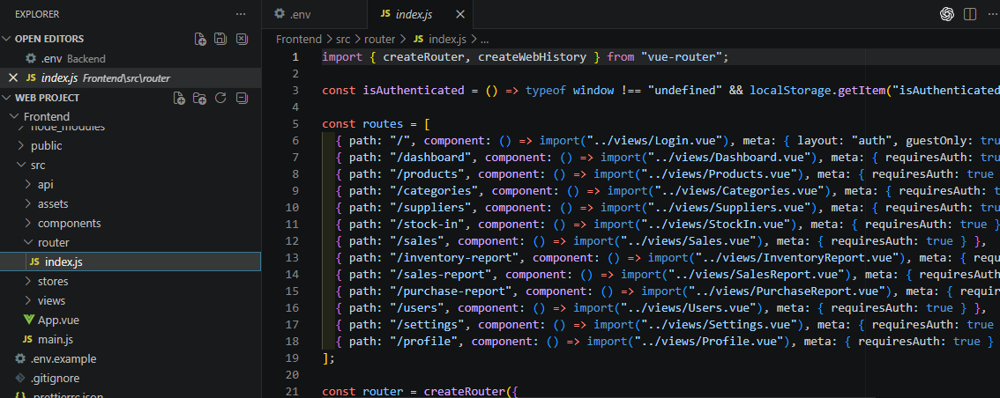 EXPLORER
OPEN EDITORS
.env Backend
JS index.js Frontend\src\router
WEB PROJECT
Frontend
node_modules
public
src
api
assets
components
router
JS index.js
stores
views
App.vue
JS main.js
.env.example
.gitignore
.prettierrc.json
.env
JS index.js
Frontend > src > router > JS index.js > ...
1 import { createRouter, createWebHistory } from "vue-router";
2
3 const isAuthenticated = () => typeof window !== "undefined" && localStorage.getItem("isAuthenticated
4
5 const routes = [
6 { path: "/", component: () => import("../views/Login.vue"), meta: { layout: "auth", guestOnly: tru
7 { path: "/dashboard", component: () => import("../views/Dashboard.vue"), meta: { requiresAuth: tru
8 { path: "/products", component: () => import("../views/Products.vue"), meta: { requiresAuth: true
9 { path: "/categories", component: () => import("../views/Categories.vue"), meta: { requiresAuth: t
10 { path: "/suppliers", component: () => import("../views/Suppliers.vue"), meta: { requiresAuth: tru
11 { path: "/stock-in", component: () => import("../views/StockIn.vue"), meta: { requiresAuth: true }
12 { path: "/sales", component: () => import("../views/Sales.vue"), meta: { requiresAuth: true } },
13 { path: "/inventory-report", component: () => import("../views/InventoryReport.vue"), meta: { requ
14 { path: "/sales-report", component: () => import("../views/SalesReport.vue"), meta: { requiresAuth
15 { path: "/purchase-report", component: () => import("../views/PurchaseReport.vue"), meta: { requir
16 { path: "/users", component: () => import("../views/Users.vue"), meta: { requiresAuth: true } },
17 { path: "/settings", component: () => import("../views/Settings.vue"), meta: { requiresAuth: true
18 { path: "/profile", component: () => import("../views/Profile.vue"), meta: { requiresAuth: true }
19 ];
20
21 const router = createRouter({